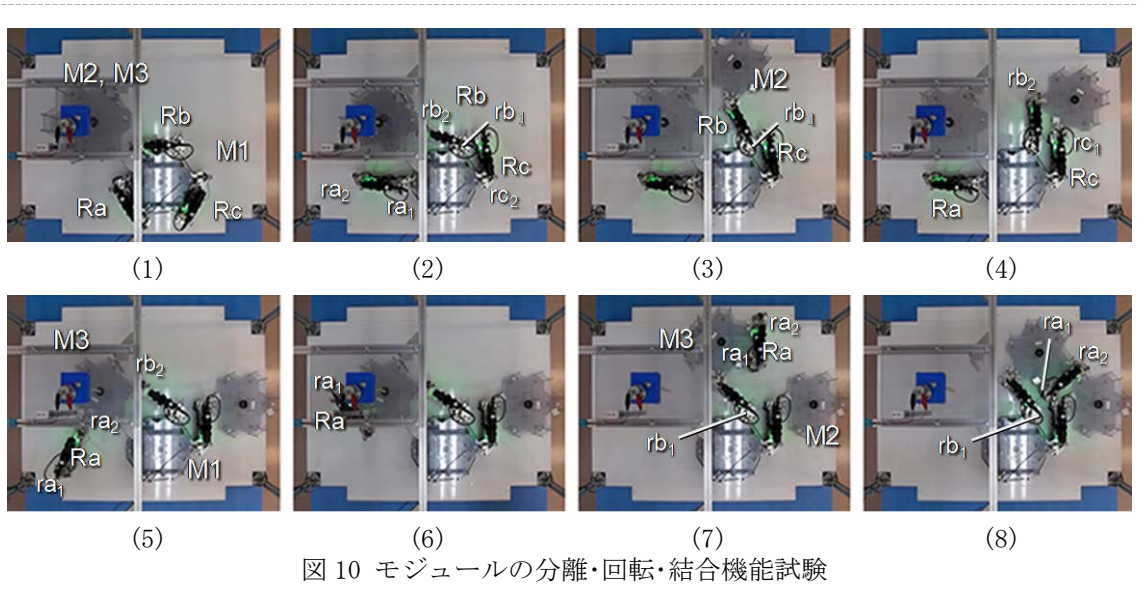 M2, M3
Rb
M1
Ra
Rc
(1)
rb₂
Rb
rb₁
Rc
ra₂
ra₁
rc₂
(2)
M2
Rb
rb₁
Rc
(3)
rb₂
rc₁
Rc
Ra
(4)
M3
rb₂
ra₂
Ra
M1
ra₁
(5)
ra₁
Ra
(6)
M3
ra₂
ra₁
Ra
rb₁
M2
(7)
ra₁
ra₂
rb₁
(8)
図 10 モジュールの分離・回転・結合機能試験